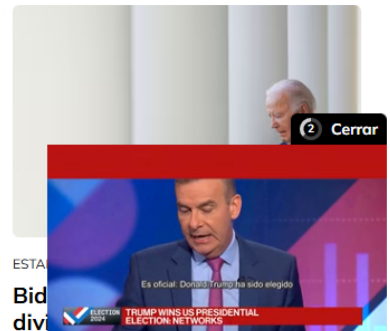 2 Cerrar
Es oficial: Donald Trump ha sido elegido
ESTA
Bid
divi
ELECTION
2024
TRUMP WINS US PRESIDENTIAL
ELECTION: NETWORKS